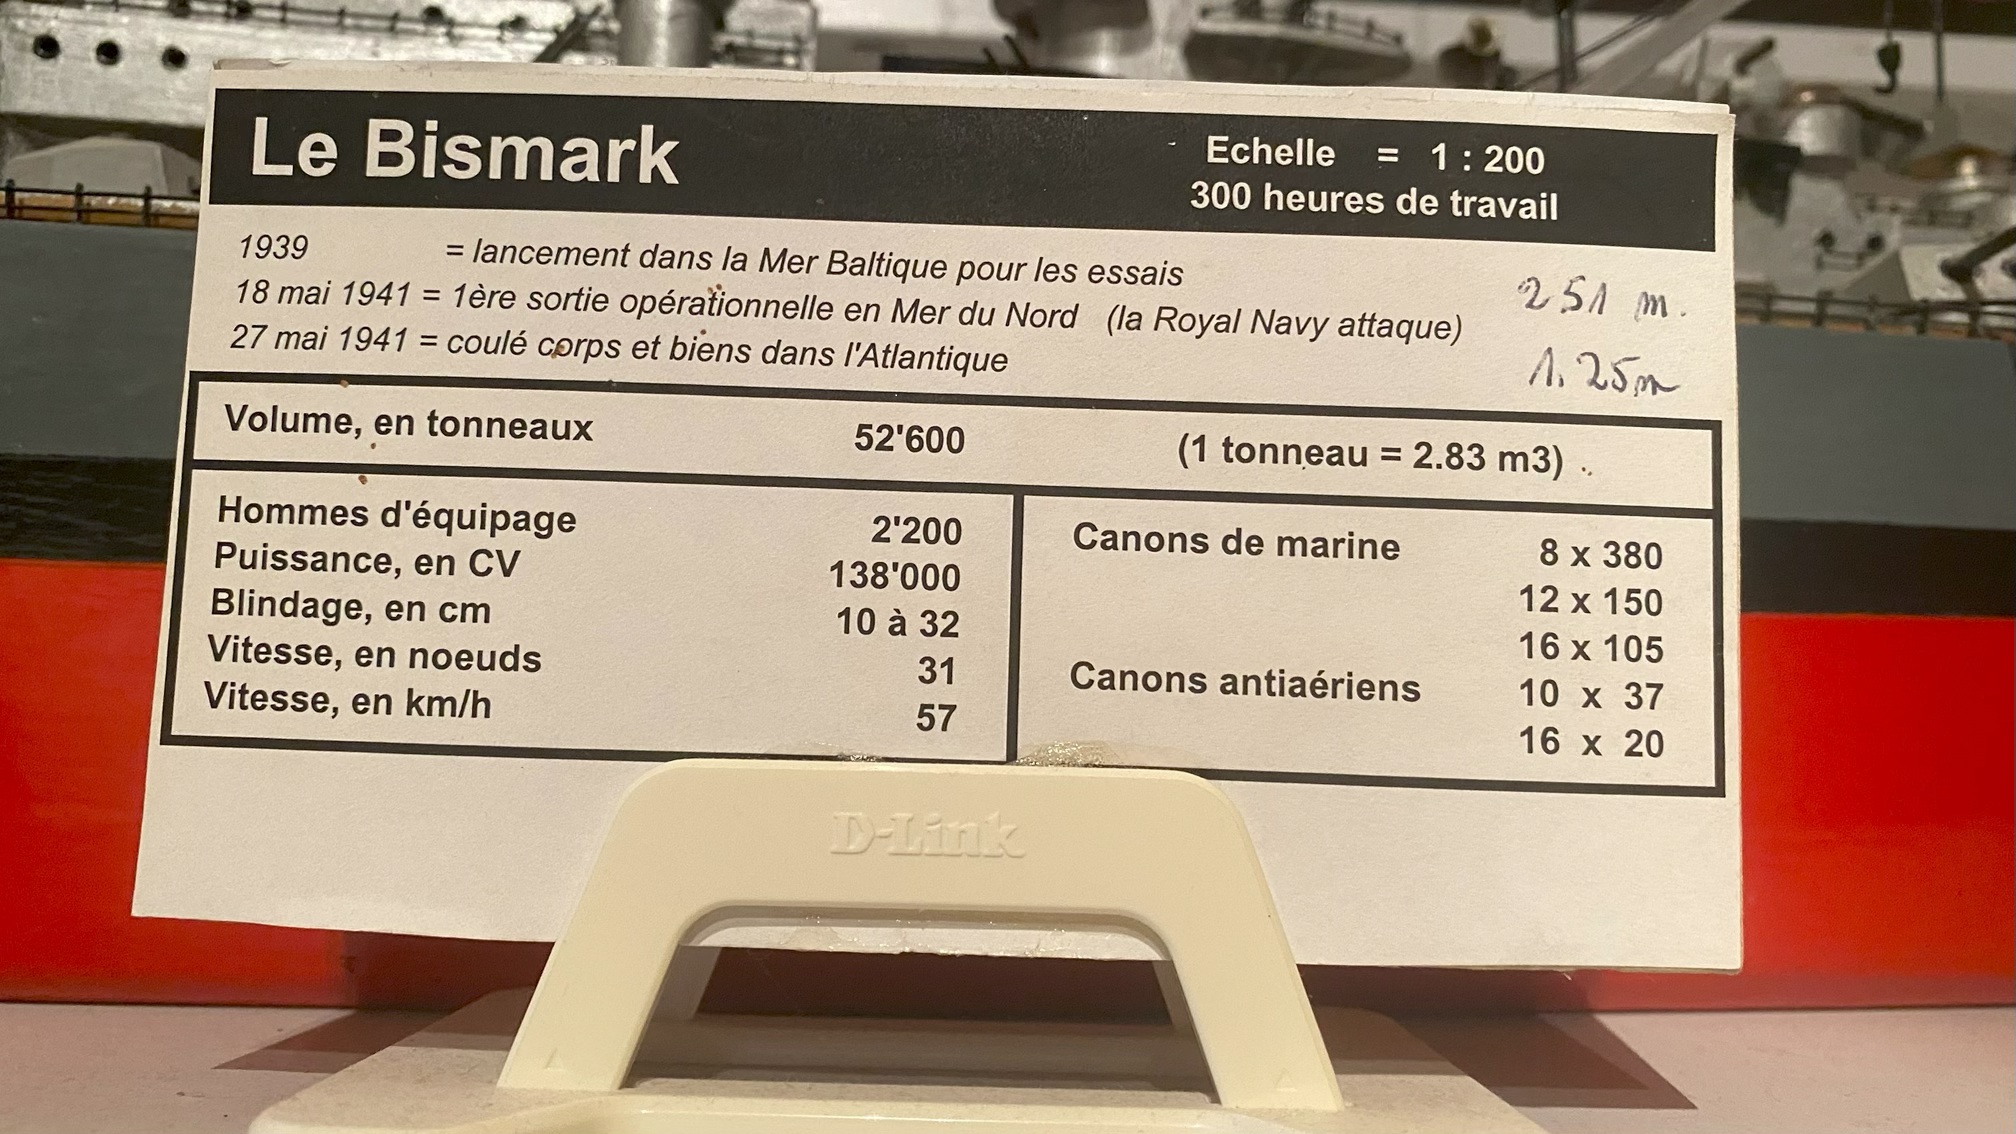 Le Bismark
Echelle = 1 : 200
300 heures de travail
1939 = lancement dans la Mer Baltique pour les essais
18 mai 1941 = 1ère sortie opérationnelle en Mer du Nord (la Royal Navy attaque)
27 mai 1941 = coulé corps et biens dans l'Atlantique
251 m.
1.25m
Volume, en tonneaux 52'600 (1 tonneau = 2.83 m3)
Hommes d'équipage 2'200
Puissance, en CV 138'000
Blindage, en cm 10 à 32
Vitesse, en noeuds 31
Vitesse, en km/h 57
Canons de marine 8 x 380
12 x 150
16 x 105
Canons antiaériens 10 x 37
16 x 20
D-Link